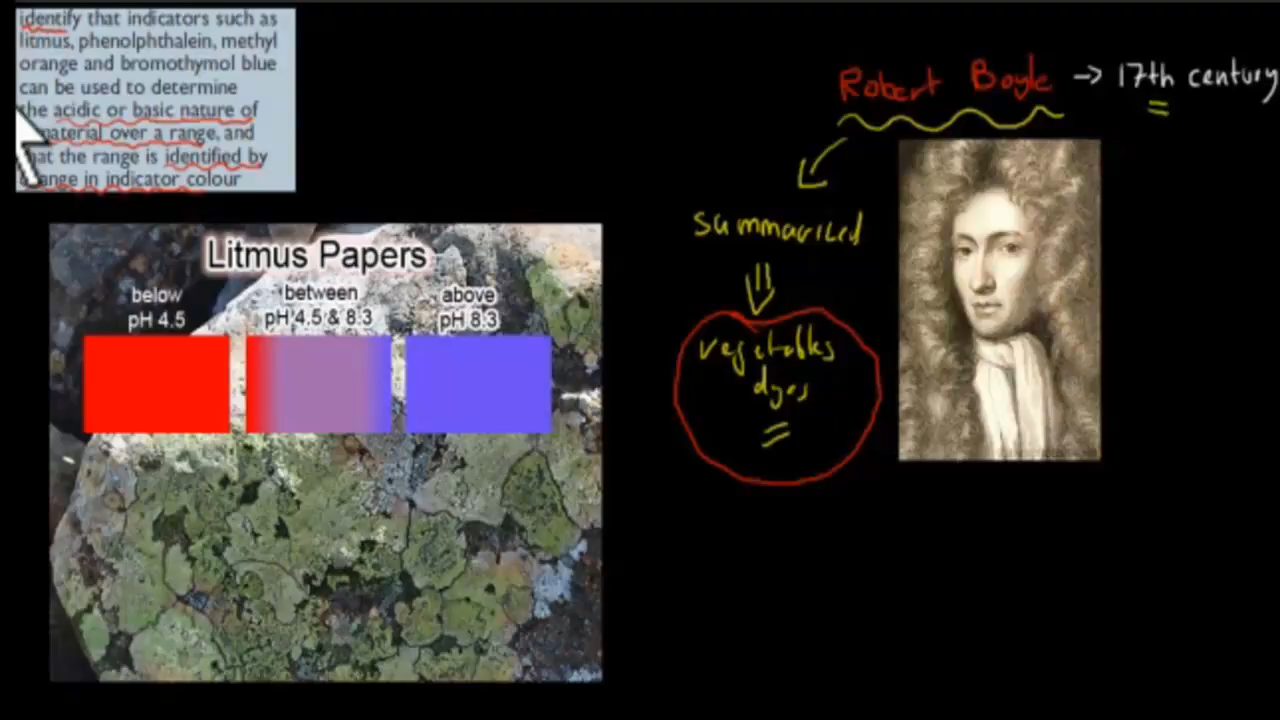 identify that indicators such as
litmus, phenolphthalein, methyl
orange and bromothymol blue
can be used to determine
the acidic or basic nature of
material over a range, and
that the range is identified by
change in indicator colour
Litmus Papers
below
pH 4.5
between
pH 4.5 & 8.3
above
pH 8.3
Robert Boyle → 17th century
summarized
vegetables
dyes